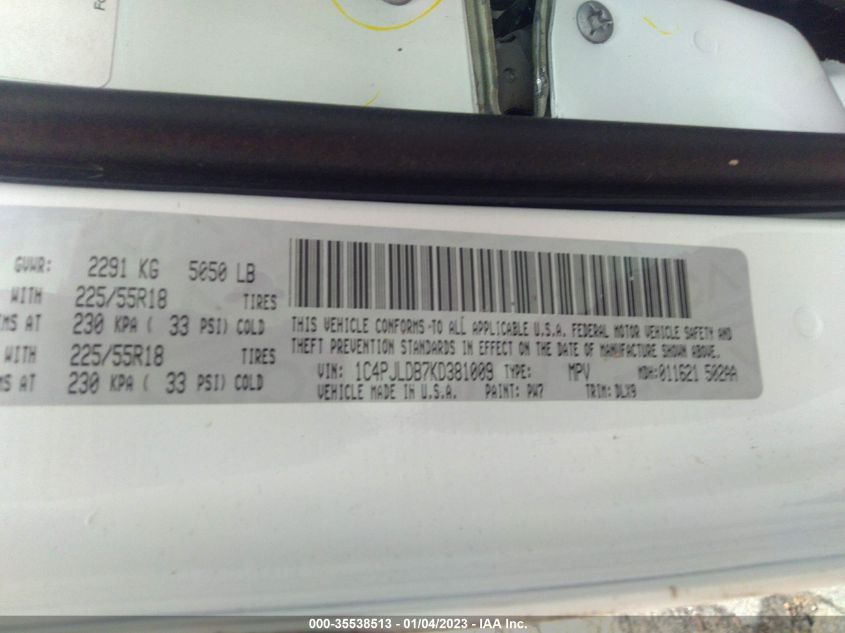 Fo
GVWR: 2291 KG 5050 LB
WITH 225/55R18 TIRES
MS AT 230 KPA ( 33 PSI) COLD
WITH 225/55R18 TIRES
MS AT 230 KPA ( 33 PSI) COLD
THIS VEHICLE CONFORMS TO ALL APPLICABLE U.S.A. FEDERAL MOTOR VEHICLE SAFETY AND
THEFT PREVENTION STANDARDS IN EFFECT ON THE DATE OF MANUFACTURE SHOWN ABOVE.
VIN: 1C4PJLDB7KD381009 TYPE: MPV MDH:011621 502AA
VEHICLE MADE IN U.S.A. PAINT: PW7 TRIM: DLX9
000-35538513 - 01/04/2023 - IAA Inc.